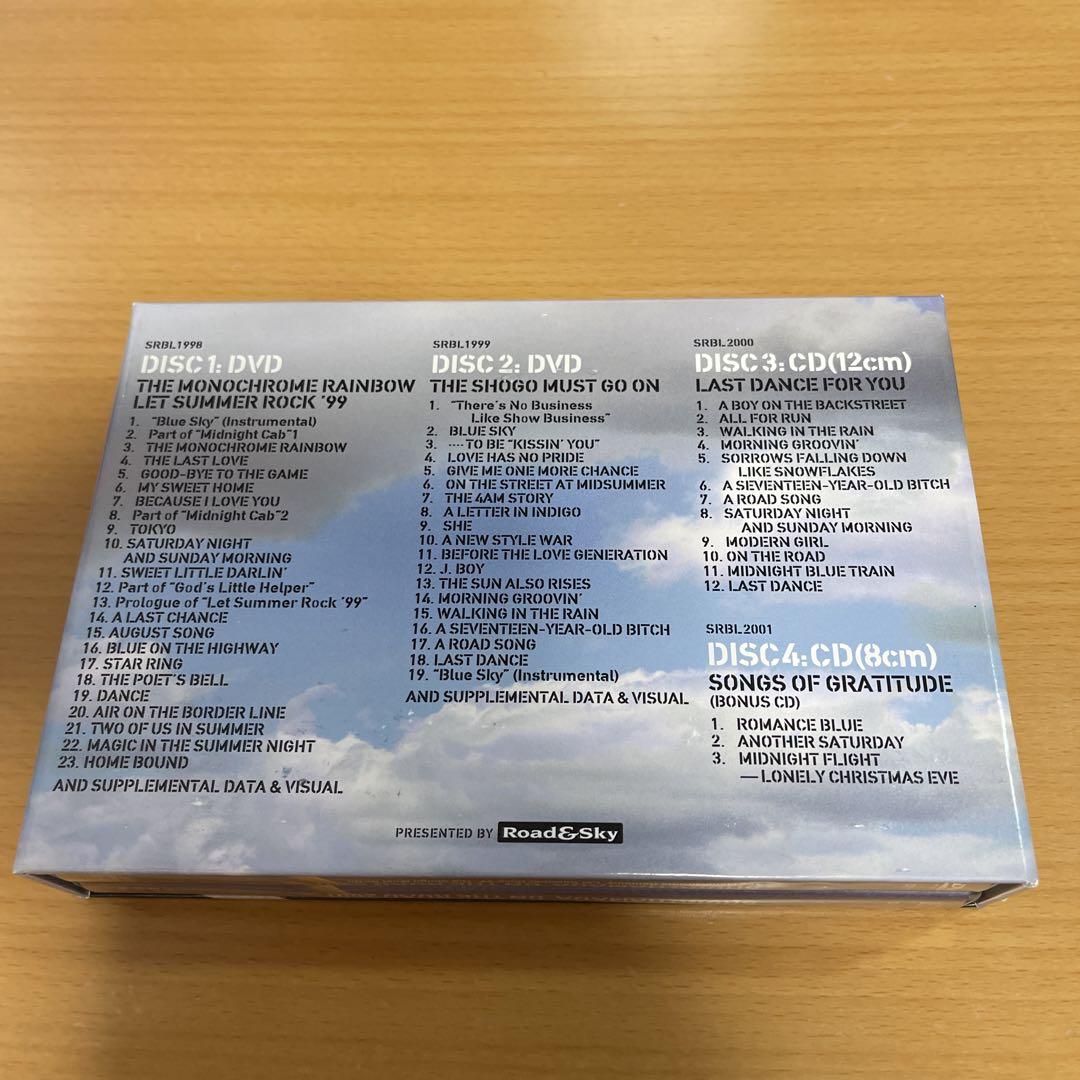 SRBL1998
DISC 1: DVD
THE MONOCHROME RAINBOW
LET SUMMER ROCK '99
1. "Blue Sky" (Instrumental)
2. Part of "Midnight Cab"1
3. THE MONOCHROME RAINBOW
4. THE LAST LOVE
5. GOOD-BYE TO THE GAME
6. MY SWEET HOME
7. BECAUSE I LOVE YOU
8. Part of "Midnight Cab"2
9. TOKYO
10. SATURDAY NIGHT
AND SUNDAY MORNING
11. SWEET LITTLE DARLIN'
12. Part of "God's Little Helper"
13. Prologue of "Let Summer Rock '99"
14. A LAST CHANCE
15. AUGUST SONG
16. BLUE ON THE HIGHWAY
17. STAR RING
18. THE POET'S BELL
19. DANCE
20. AIR ON THE BORDER LINE
21. TWO OF US IN SUMMER
22. MAGIC IN THE SUMMER NIGHT
23. HOME BOUND
AND SUPPLEMENTAL DATA & VISUAL
SRBL1999
DISC 2: DVD
THE SHOGO MUST GO ON
1. "There's No Business
Like Show Business"
2. BLUE SKY
3. ····TO BE "KISSIN' YOU"
4. LOVE HAS NO PRIDE
5. GIVE ME ONE MORE CHANCE
6. ON THE STREET AT MIDSUMMER
7. THE 4AM STORY
8. A LETTER IN INDIGO
9. SHE
10. A NEW STYLE WAR
11. BEFORE THE LOVE GENERATION
12. J. BOY
13. THE SUN ALSO RISES
14. MORNING GROOVIN'
15. WALKING IN THE RAIN
16. A SEVENTEEN-YEAR-OLD BITCH
17. A ROAD SONG
18. LAST DANCE
19. "Blue Sky" (Instrumental)
AND SUPPLEMENTAL DATA & VISUAL
SRBL2000
DISC 3: CD(12cm)
LAST DANCE FOR YOU
1. A BOY ON THE BACKSTREET
2. ALL FOR RUN
3. WALKING IN THE RAIN
4. MORNING GROOVIN'
5. SORROWS FALLING DOWN
LIKE SNOWFLAKES
6. A SEVENTEEN-YEAR-OLD BITCH
7. A ROAD SONG
8. SATURDAY NIGHT
AND SUNDAY MORNING
9. MODERN GIRL
10. ON THE ROAD
11. MIDNIGHT BLUE TRAIN
12. LAST DANCE
SRBL2001
DISC4: CD(8cm)
SONGS OF GRATITUDE
(BONUS CD)
1. ROMANCE BLUE
2. ANOTHER SATURDAY
3. MIDNIGHT FLIGHT
—LONELY CHRISTMAS EVE
PRESENTED BY Road&Sky